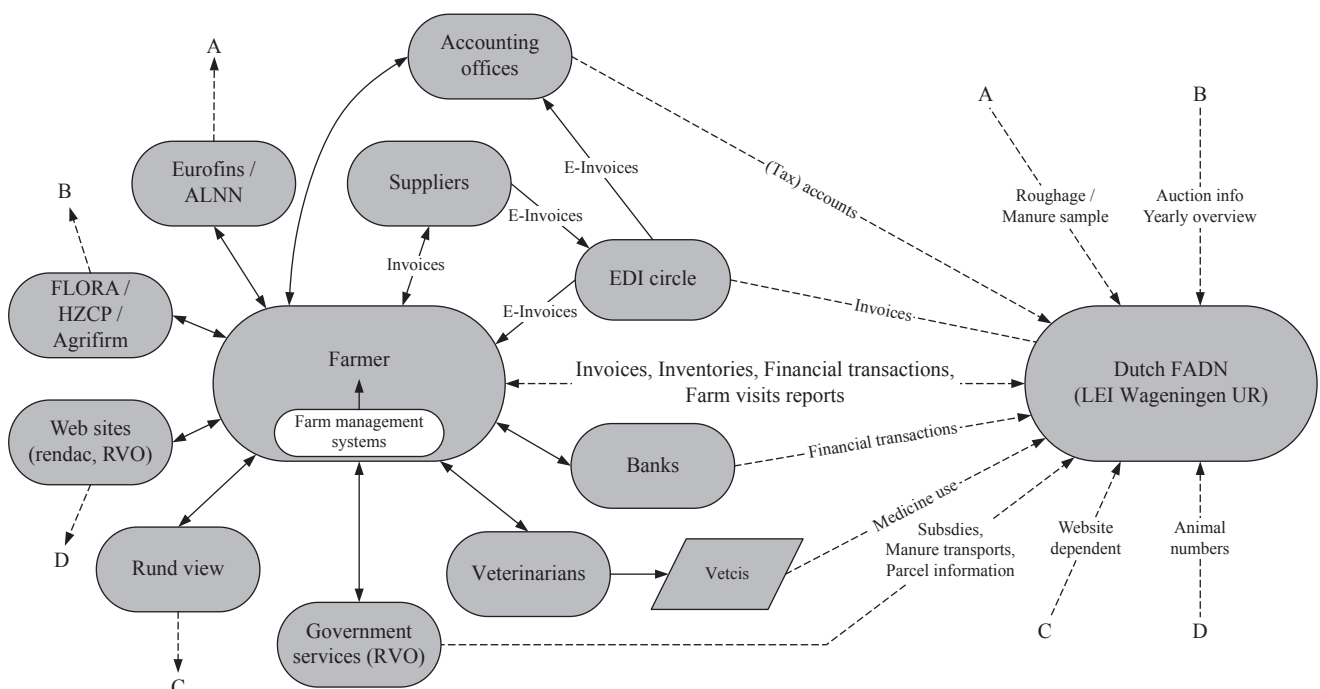 Accounting
offices
A
Eurofins /
ALNN
Suppliers
E-Invoices
E-Invoices
(Tax) accounts
A
B
Roughage /
Manure sample
Auction info
Yearly overview
B
FLORA /
HZCP /
Agrifirm
Invoices
EDI circle
E-Invoices
Invoices
Farmer
Farm management
systems
Invoices, Inventories, Financial transactions,
Farm visits reports
Dutch FADN
(LEI Wageningen UR)
Web sites
(rendac, RVO)
D
Banks
Financial transactions
Medicine use
Subsdies,
Manure transports,
Parcel information
Website
dependent
Animal
numbers
Rund view
C
Veterinarians
Vetcis
Government
services (RVO)
C
D